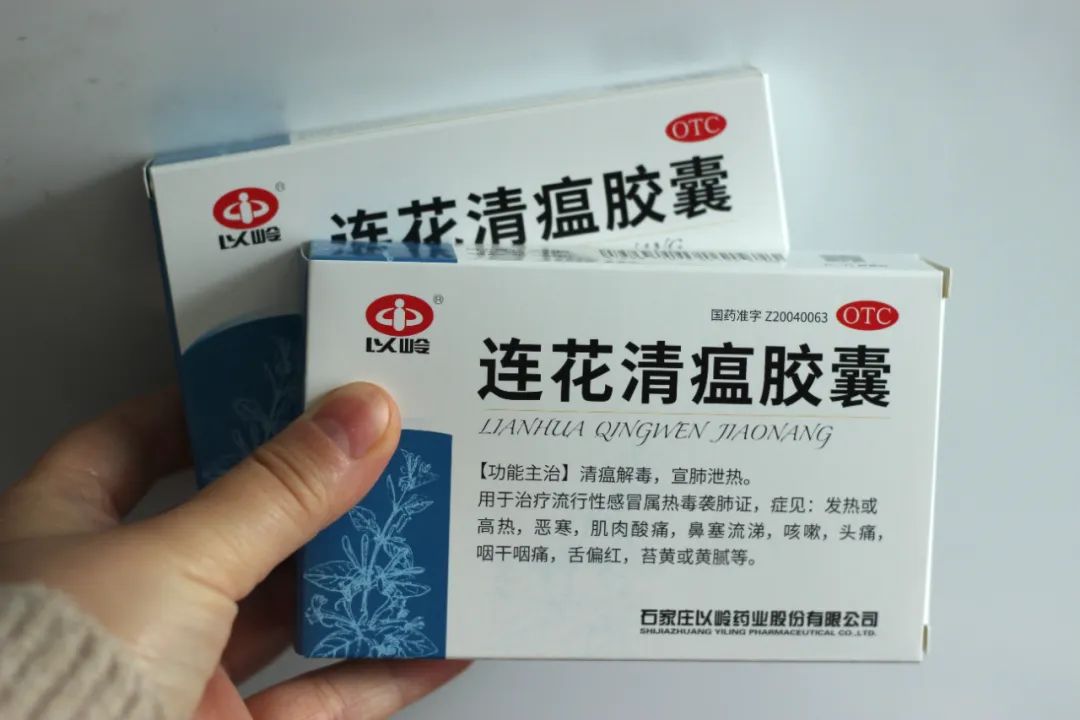 OTC
®
以岭
连花清瘟胶囊
®
以岭
国药准字 Z20040063
OTC
连花清瘟胶囊
LIANHUA QINGWEN JIAONANG
【功能主治】清瘟解毒，宣肺泄热。
用于治疗流行性感冒属热毒袭肺证，症见：发热或
高热，恶寒，肌肉酸痛，鼻塞流涕，咳嗽，头痛，
咽干咽痛，舌偏红，苔黄或黄腻等。
石家庄以岭药业股份有限公司
SHIJIAZHUANG YILING PHARMACEUTICAL CO.,LTD.